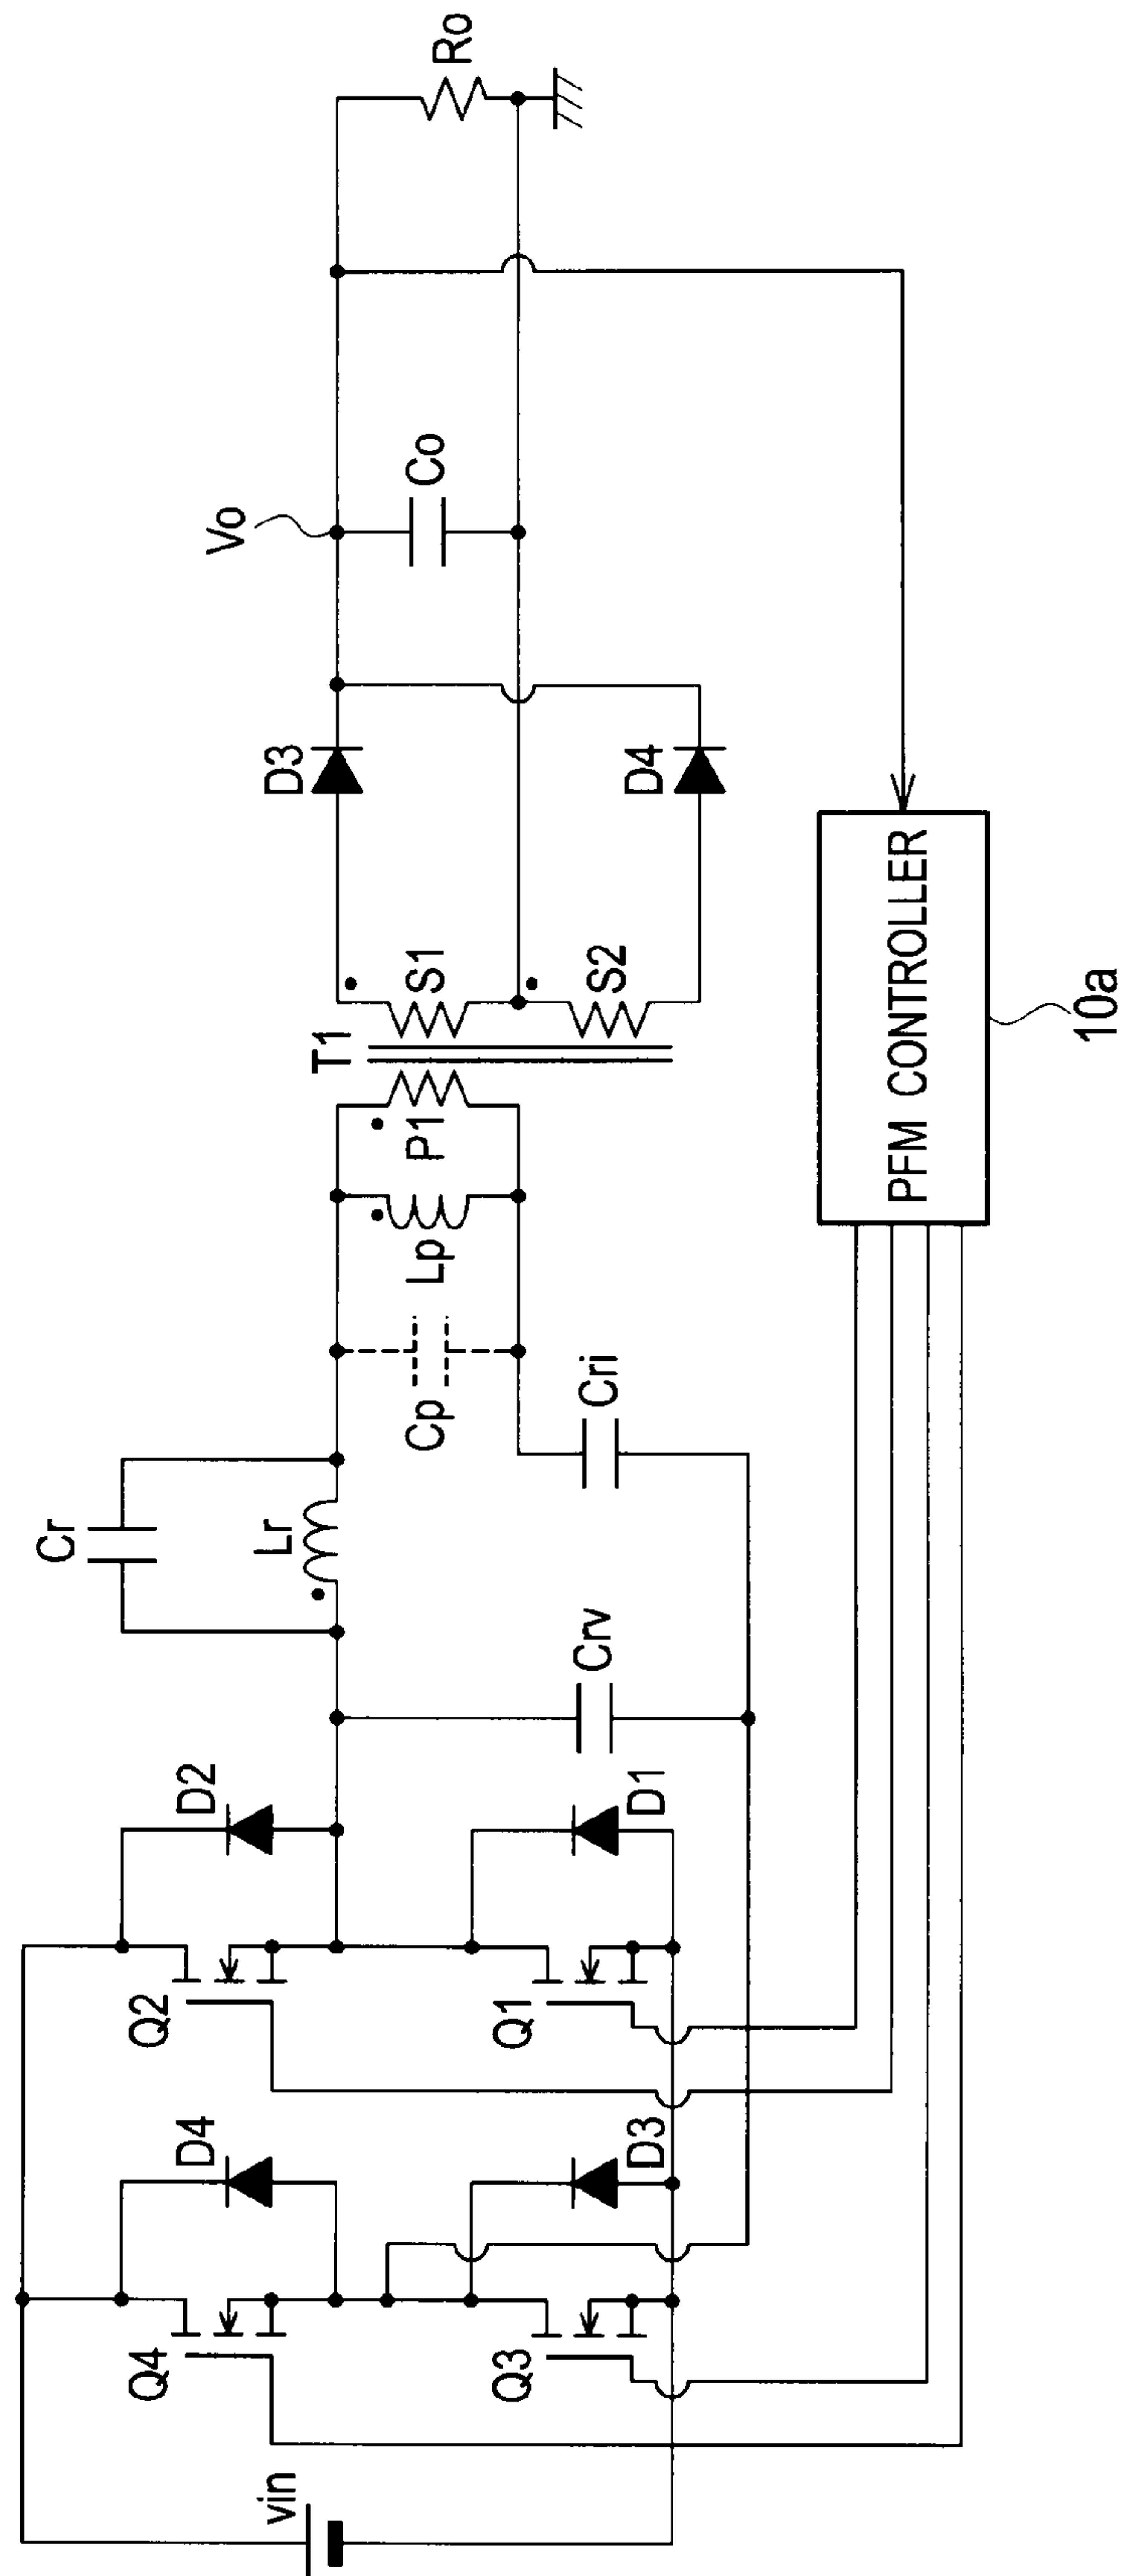 vin
Q4
D4
Q3
D3
Q2
D2
Q1
D1
Crv
Cr
Lr
Cri
Cp
Lp
P1
T1
S1
S2
D3
D4
Vo
Co
Ro
PFM CONTROLLER
10a